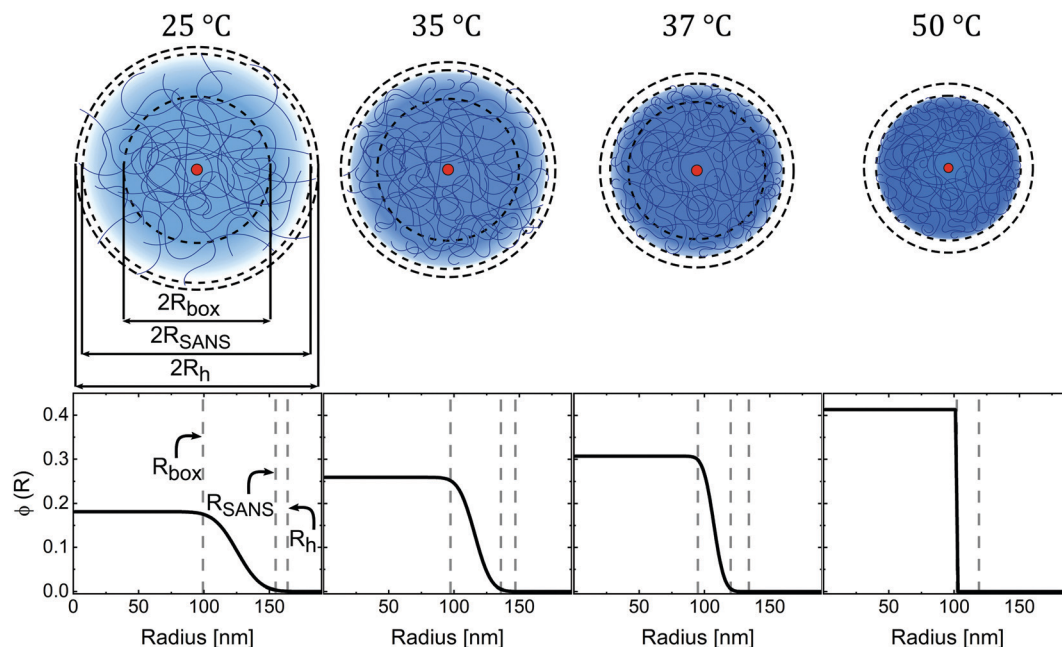 25 °C 35 °C 37 °C 50 °C
2R_box
2R_SANS
2R_h
ϕ (R)
0.4
0.3
0.2
0.1
0.0
R_box
R_SANS
R_h
0 50 100 150 50 100 150 50 100 150 50 100 150
Radius [nm] Radius [nm] Radius [nm] Radius [nm]